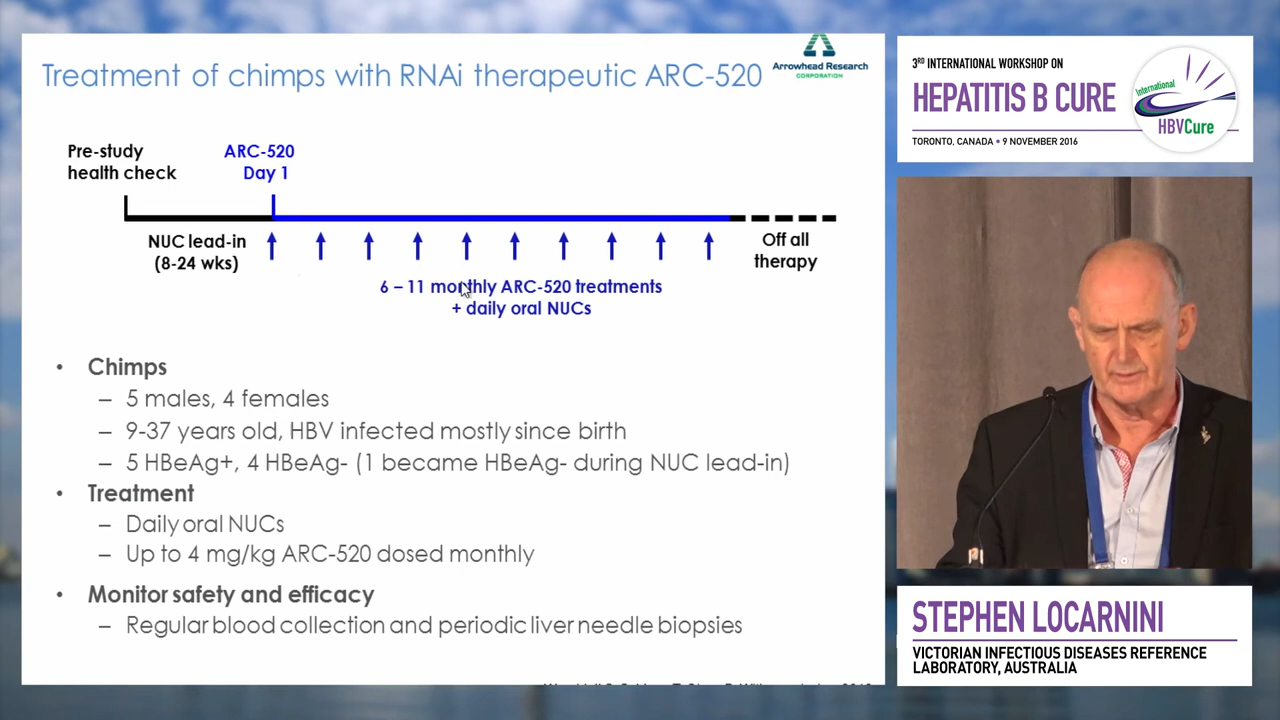 Treatment of chimps with RNAi therapeutic ARC-520
Arrowhead Research
CORPORATION
Pre-study
health check
ARC-520
Day 1
NUC lead-in
(8-24 wks)
Off all
therapy
6 – 11 monthly ARC-520 treatments
+ daily oral NUCs
• Chimps
– 5 males, 4 females
– 9-37 years old, HBV infected mostly since birth
– 5 HBeAg+, 4 HBeAg- (1 became HBeAg- during NUC lead-in)
• Treatment
– Daily oral NUCs
– Up to 4 mg/kg ARC-520 dosed monthly
• Monitor safety and efficacy
– Regular blood collection and periodic liver needle biopsies
3RD INTERNATIONAL WORKSHOP ON
HEPATITIS B CURE
TORONTO, CANADA • 9 NOVEMBER 2016
International
HBVCure
STEPHEN LOCARNINI
VICTORIAN INFECTIOUS DISEASES REFERENCE
LABORATORY, AUSTRALIA